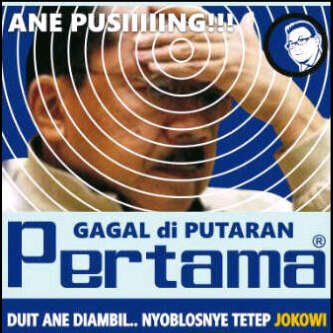 ANE PUSIIIIING!!!
GAGAL di PUTARAN
Pertama®
DUIT ANE DIAMBIL.. NYOBLOSNYE TETEP JOKOWI